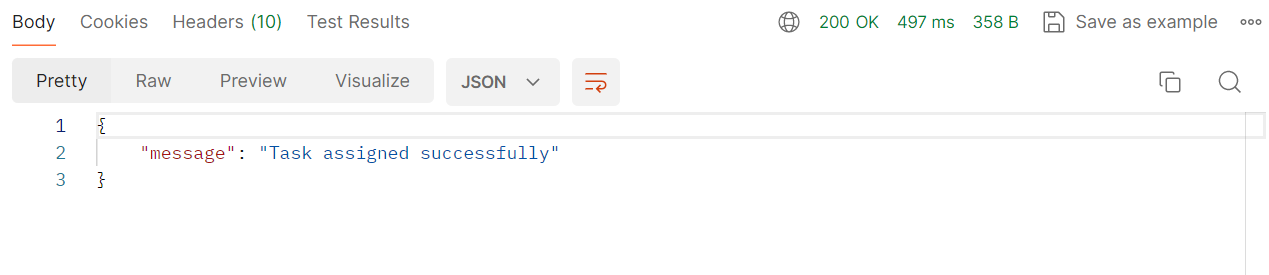 Body Cookies Headers (10) Test Results 200 OK 497 ms 358 B Save as example
Pretty Raw Preview Visualize JSON
1 {
2 "message": "Task assigned successfully"
3 }